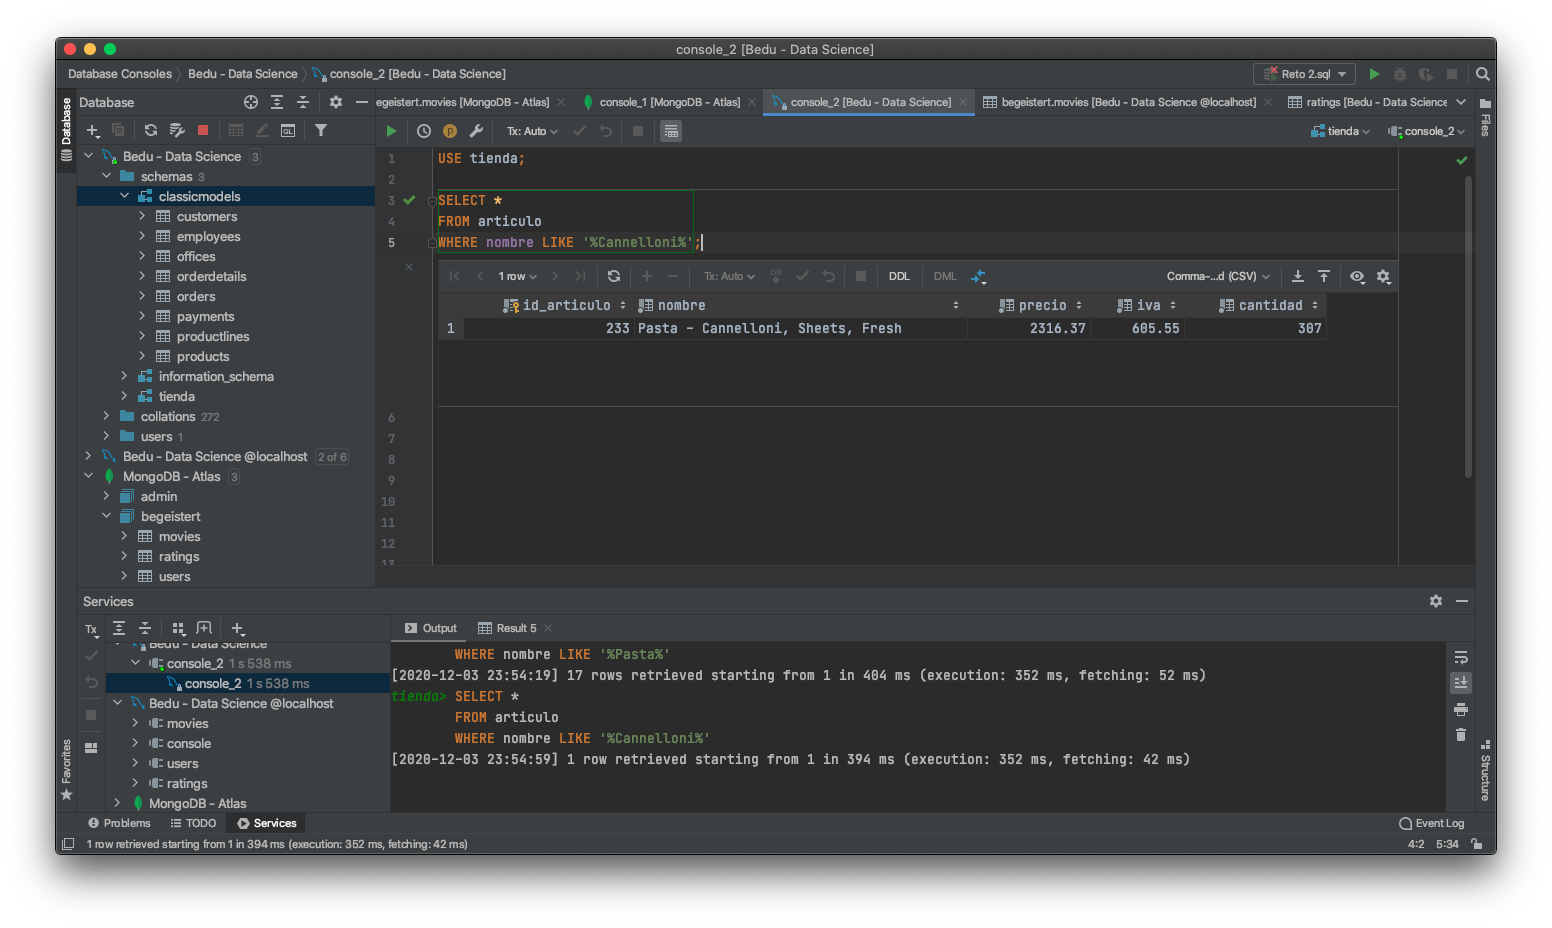 console_2 [Bedu - Data Science]
Database Consoles Bedu - Data Science console_2 [Bedu - Data Science] Reto 2.sql
Database
Database
egeistert.movies [MongoDB - Atlas] console_1 [MongoDB - Atlas] console_2 [Bedu - Data Science] begeistert.movies [Bedu - Data Science @localhost] ratings [Bedu - Data Science
Files
QL
p Tx: Auto tienda console_2
Bedu - Data Science 3
schemas 3
classicmodels
customers
employees
offices
orderdetails
orders
payments
productlines
products
information_schema
tienda
collations 272
users 1
Bedu - Data Science @localhost 2 of 6
MongoDB - Atlas 3
admin
begeistert
movies
ratings
users
1 USE tienda;
2
3 SELECT *
4 FROM articulo
5 WHERE nombre LIKE '%Cannelloni%';
1 row Tx: Auto DB DDL DML Comma-...d (CSV)
id_articulo nombre precio iva cantidad
1 233 Pasta - Cannelloni, Sheets, Fresh 2316.37 605.55 307
6
7
8
9
10
11
12
13
Services
Tx
Bedu - Data Science
console_2 1 s 538 ms
console_2 1 s 538 ms
Bedu - Data Science @localhost
movies
console
users
ratings
MongoDB - Atlas
Output Result 5
WHERE nombre LIKE '%Pasta%'
[2020-12-03 23:54:19] 17 rows retrieved starting from 1 in 404 ms (execution: 352 ms, fetching: 52 ms)
tienda> SELECT *
FROM articulo
WHERE nombre LIKE '%Cannelloni%'
[2020-12-03 23:54:59] 1 row retrieved starting from 1 in 394 ms (execution: 352 ms, fetching: 42 ms)
Favorites
Structure
Problems TODO Services Event Log
1 row retrieved starting from 1 in 394 ms (execution: 352 ms, fetching: 42 ms) 4:2 5:34